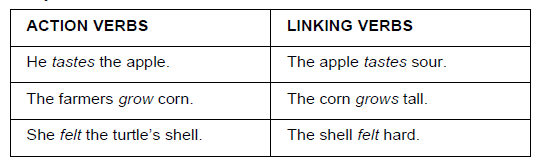 ACTION VERBS LINKING VERBS
He tastes the apple. The apple tastes sour.
The farmers grow corn. The corn grows tall.
She felt the turtle’s shell. The shell felt hard.